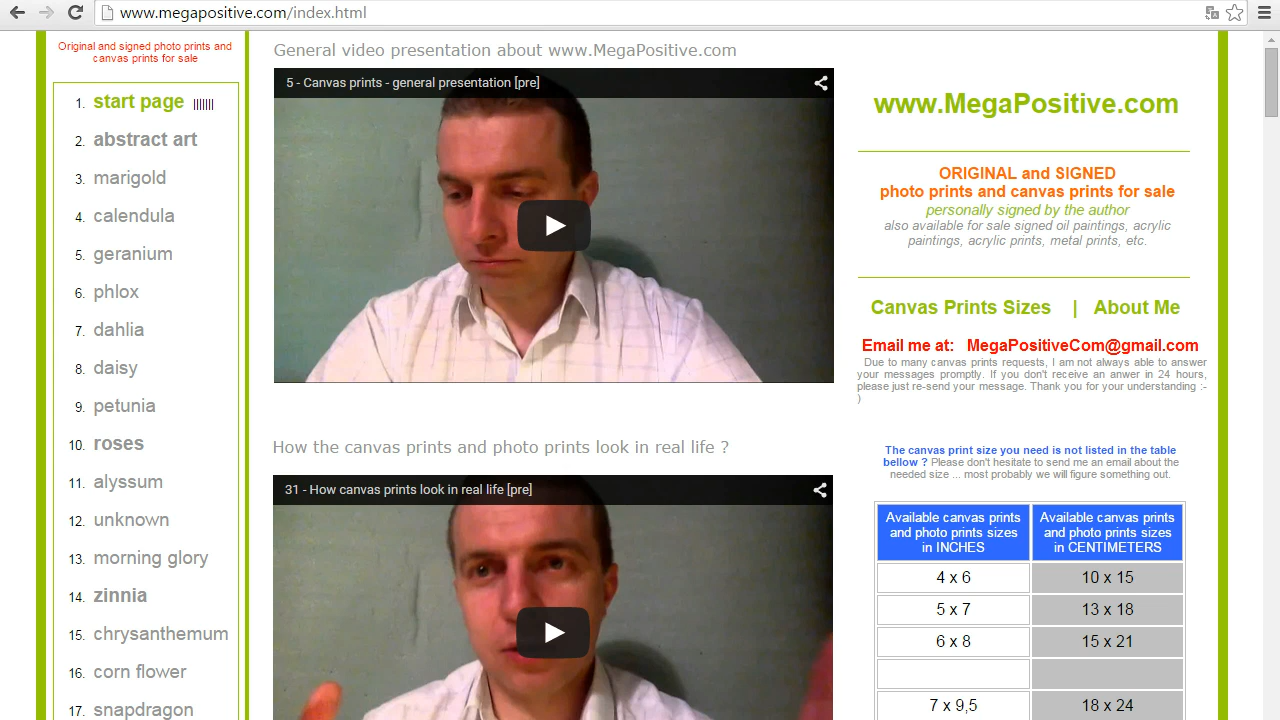 www.megapositive.com/index.html
Original and signed photo prints and
canvas prints for sale
1. start page |||||||
2. abstract art
3. marigold
4. calendula
5. geranium
6. phlox
7. dahlia
8. daisy
9. petunia
10. roses
11. alyssum
12. unknown
13. morning glory
14. zinnia
15. chrysanthemum
16. corn flower
17. snapdragon
General video presentation about www.MegaPositive.com
5 - Canvas prints - general presentation [pre]
How the canvas prints and photo prints look in real life ?
31 - How canvas prints look in real life [pre]
www.MegaPositive.com
ORIGINAL and SIGNED
photo prints and canvas prints for sale
personally signed by the author
also available for sale signed oil paintings, acrylic
paintings, acrylic prints, metal prints, etc.
Canvas Prints Sizes | About Me
Email me at: MegaPositiveCom@gmail.com
Due to many canvas prints requests, I am not always able to answer
your messages promptly. If you don't receive an anwer in 24 hours,
please just re-send your message. Thank you for your understanding :-
)
The canvas print size you need is not listed in the table
bellow ? Please don't hesitate to send me an email about the
needed size ... most probably we will figure something out.
Available canvas prints
and photo prints sizes
in INCHES
Available canvas prints
and photo prints sizes
in CENTIMETERS
4 x 6 10 x 15
5 x 7 13 x 18
6 x 8 15 x 21
7 x 9,5 18 x 24